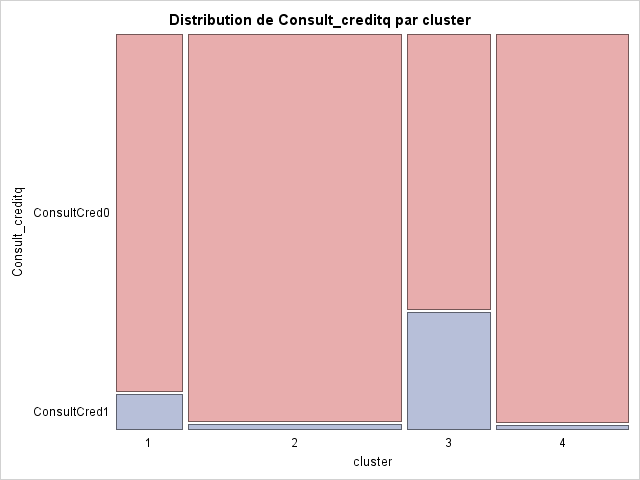 Distribution de Consult_creditq par cluster
Consult_creditq
ConsultCred0
ConsultCred1
1 2 3 4
cluster